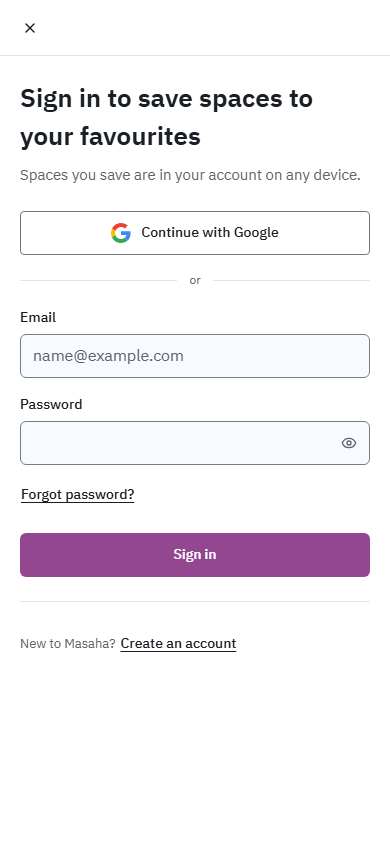 Sign in to save spaces to
your favourites
Spaces you save are in your account on any device.
Continue with Google
or
Email
name@example.com
Password
Forgot password?
Sign in
New to Masaha? Create an account